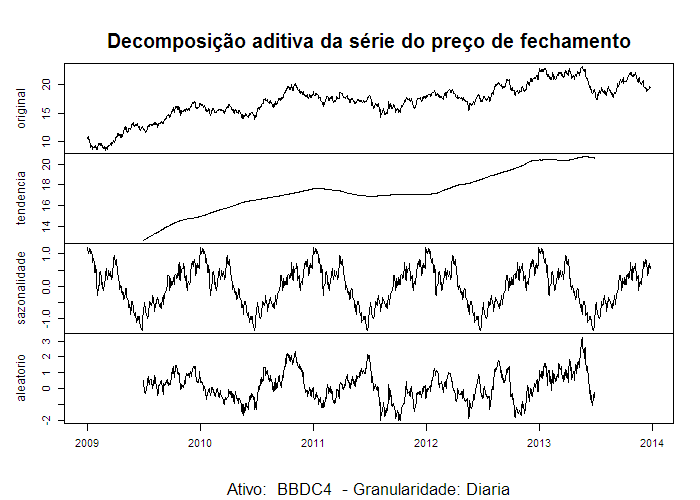 Decomposição aditiva da série do preço de fechamento
original
10 15 20
tendencia
14 16 18 20
sazonalidade
-1.0 0.0 1.0
aleatorio
-2 0 1 2 3
2009 2010 2011 2012 2013 2014
Ativo: BBDC4 - Granularidade: Diaria